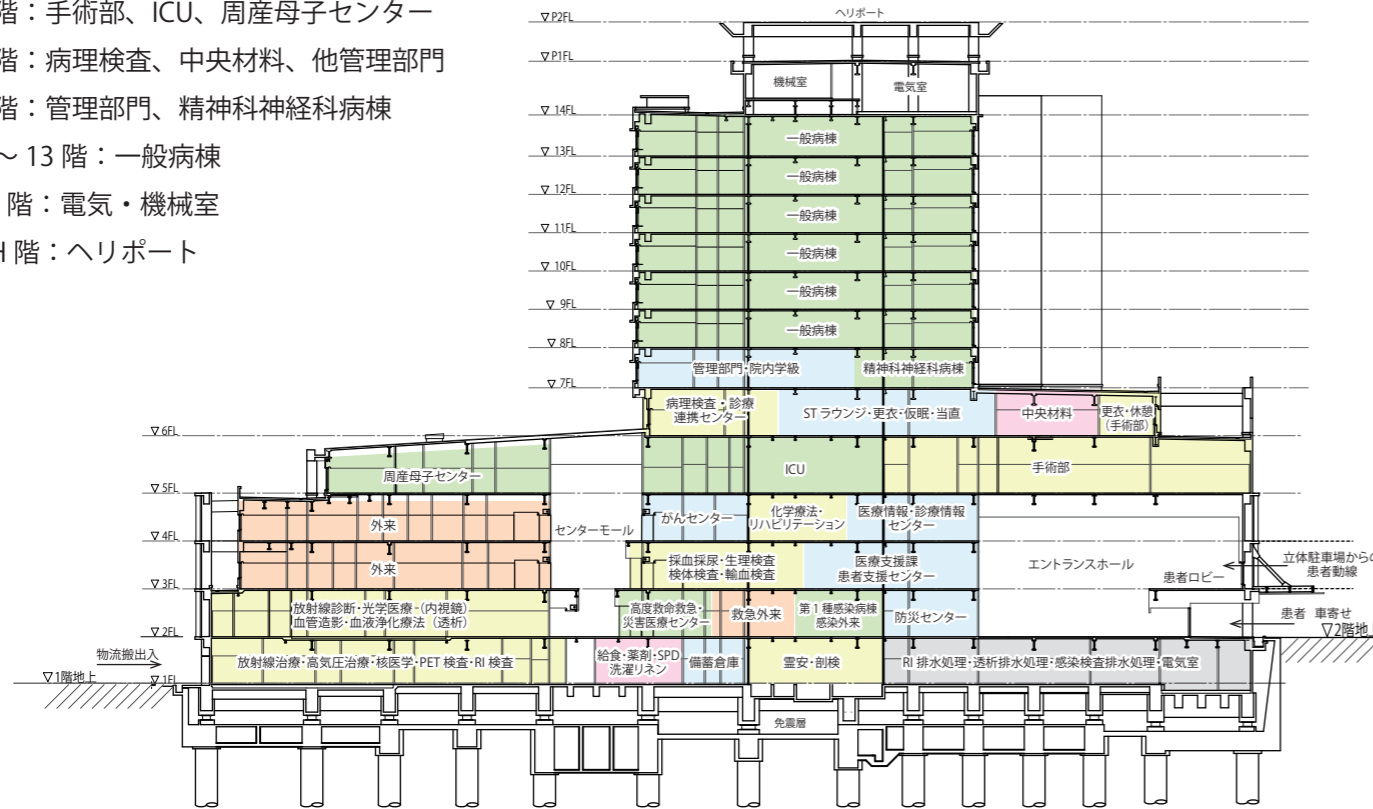 階：手術部、ICU、周産母子センター
階：病理検査、中央材料、他管理部門
階：管理部門、精神科神経科病棟
～ 13 階：一般病棟
階：電気・機械室
階：ヘリポート
▽P2FL
ヘリポート
▽P1FL
機械室
電気室
▽14FL
一般病棟
▽13FL
一般病棟
▽12FL
一般病棟
▽11FL
一般病棟
▽10FL
一般病棟
▽9FL
一般病棟
▽8FL
管理部門・院内学級
精神科神経科病棟
▽7FL
病理検査・診療
連携センター
STラウンジ・更衣・仮眠・当直
中央材料
更衣・休憩
（手術部）
▽6FL
周産母子センター
ICU
手術部
▽5FL
外来
センターモール
がんセンター
化学療法・
リハビリテーション
医療情報・診療情報
センター
▽4FL
外来
採血採尿・生理検査
検体検査・輸血検査
医療支援課
患者支援センター
エントランスホール
患者ロビー
立体駐車場からの
患者動線
▽3FL
放射線診断・光学医療（内視鏡）
血管造影・血液浄化療法（透析）
高度救命救急・
災害医療センター
救急外来
第1種感染病棟
感染外来
防災センター
患者 車寄せ
▽2FL
▽2階地上
物流搬出入
放射線治療・高気圧治療・核医学・PET検査・RI検査
給食・薬剤・SPD
洗濯リネン
備蓄倉庫
霊安・剖検
RI排水処理・透析排水処理・感染検査排水処理・電気室
▽1階地上
▽1FL
免震層